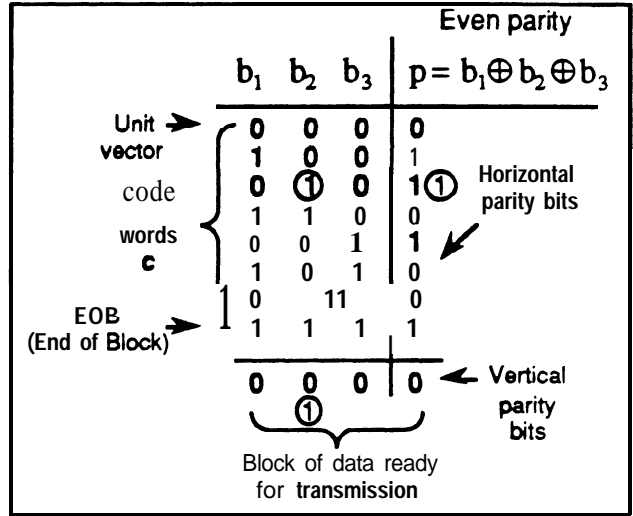 Even parity
b1 b2 b3 p = b1⊕b2⊕b3
Unit vector → 0 0 0 0
1 0 0 1
code 0 ① 0 1 ①
Horizontal parity bits
1 1 0 0
words 0 0 1 1
c 1 0 1 0
1 0 11 0
EOB (End of Block) → 1 1 1 1
0 0 0 0 ← Vertical parity bits
①
Block of data ready
for transmission